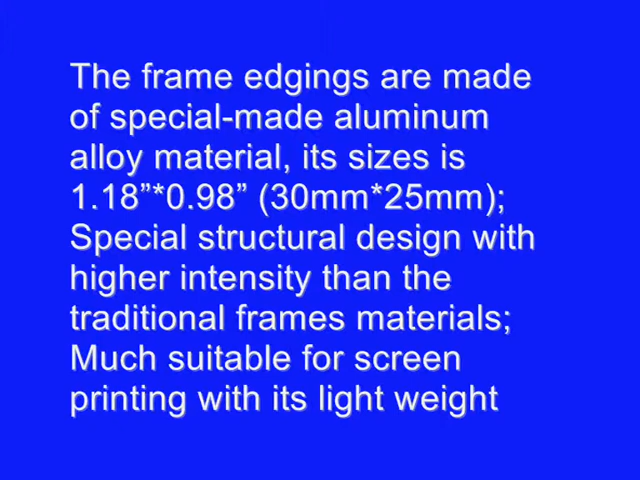 The frame edgings are made
of special-made aluminum
alloy material, its sizes is
1.18”*0.98” (30mm*25mm);
Special structural design with
higher intensity than the
traditional frames materials;
Much suitable for screen
printing with its light weight